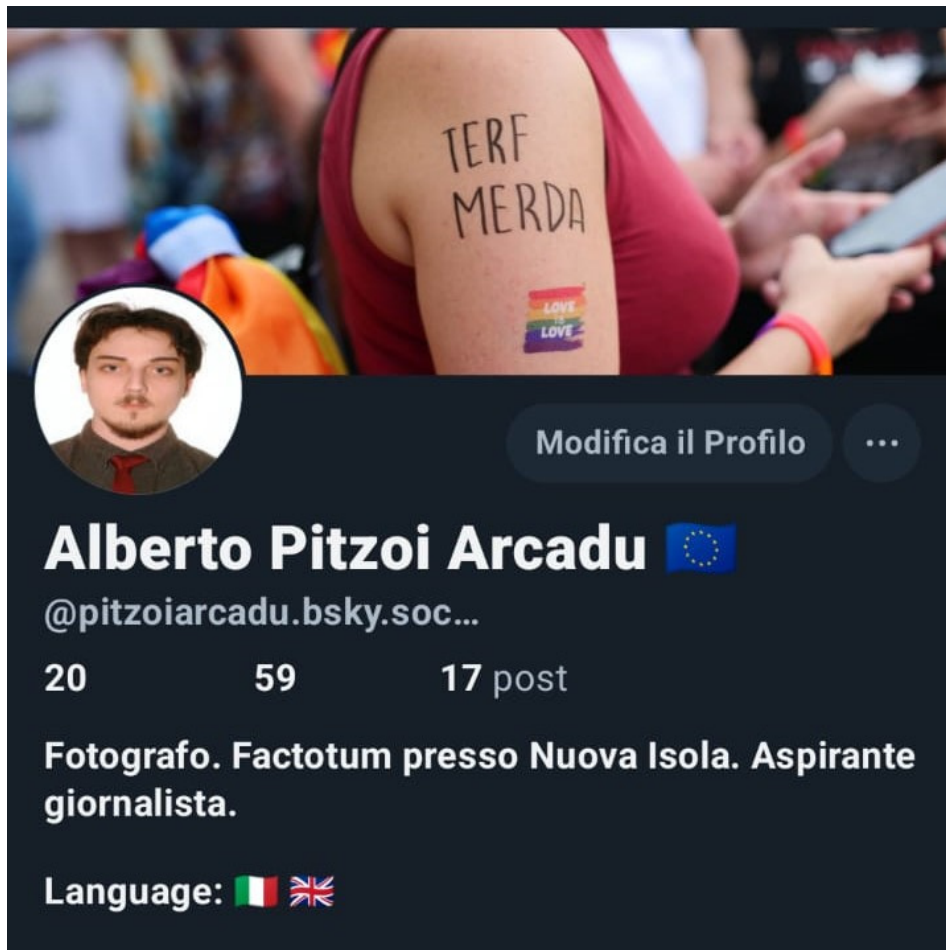 TERF
MERDA
LOVE
IS
LOVE
Modifica il Profilo
Alberto Pitzoi Arcadu 🇪🇺
@pitzoiarcadu.bsky.soc...
20 59 17 post
Fotografo. Factotum presso Nuova Isola. Aspirante
giornalista.
Language: 🇮🇹 🇬🇧